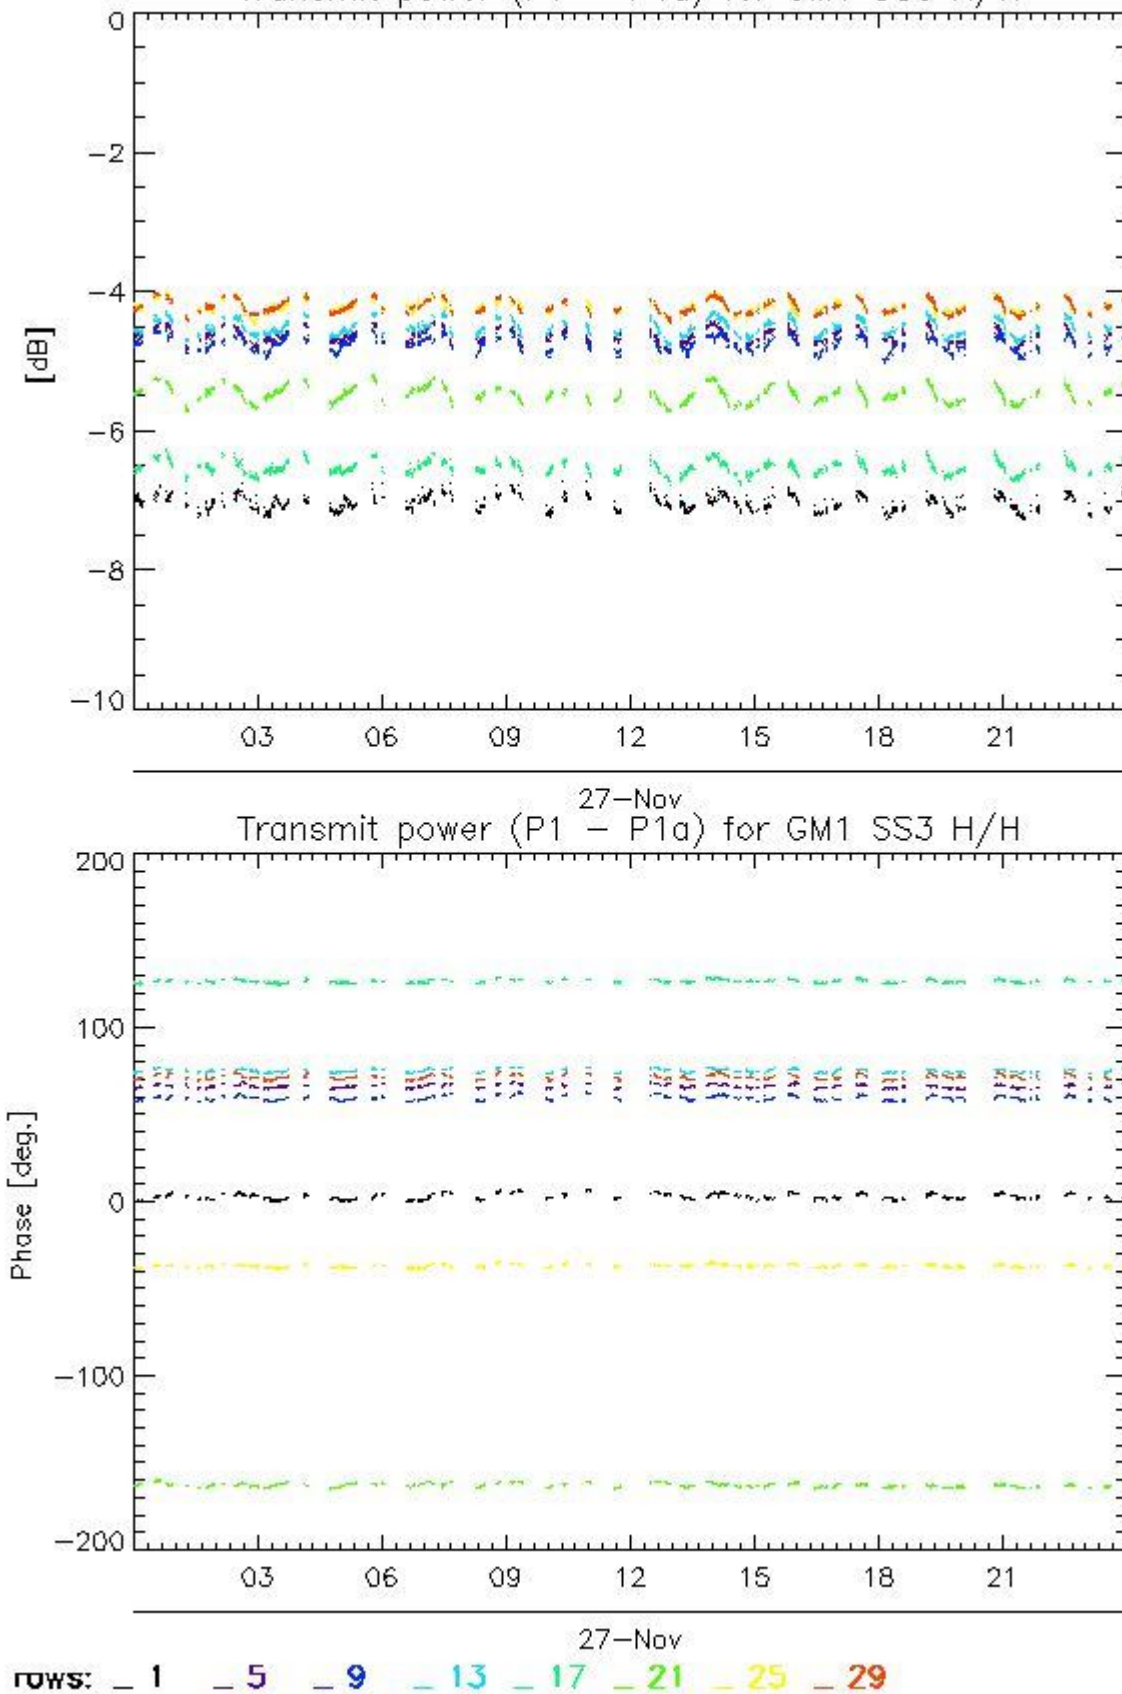 0
−2
−4
[dB]
−6
−8
−10
03 06 09 12 15 18 21
27−Nov
Transmit power (P1 − P1a) for GM1 SS3 H/H
200
100
Phase [deg.]
0
−100
−200
03 06 09 12 15 18 21
27−Nov
rows: _ 1 _ 5 _ 9 _ 13 _ 17 _ 21 _ 25 _ 29